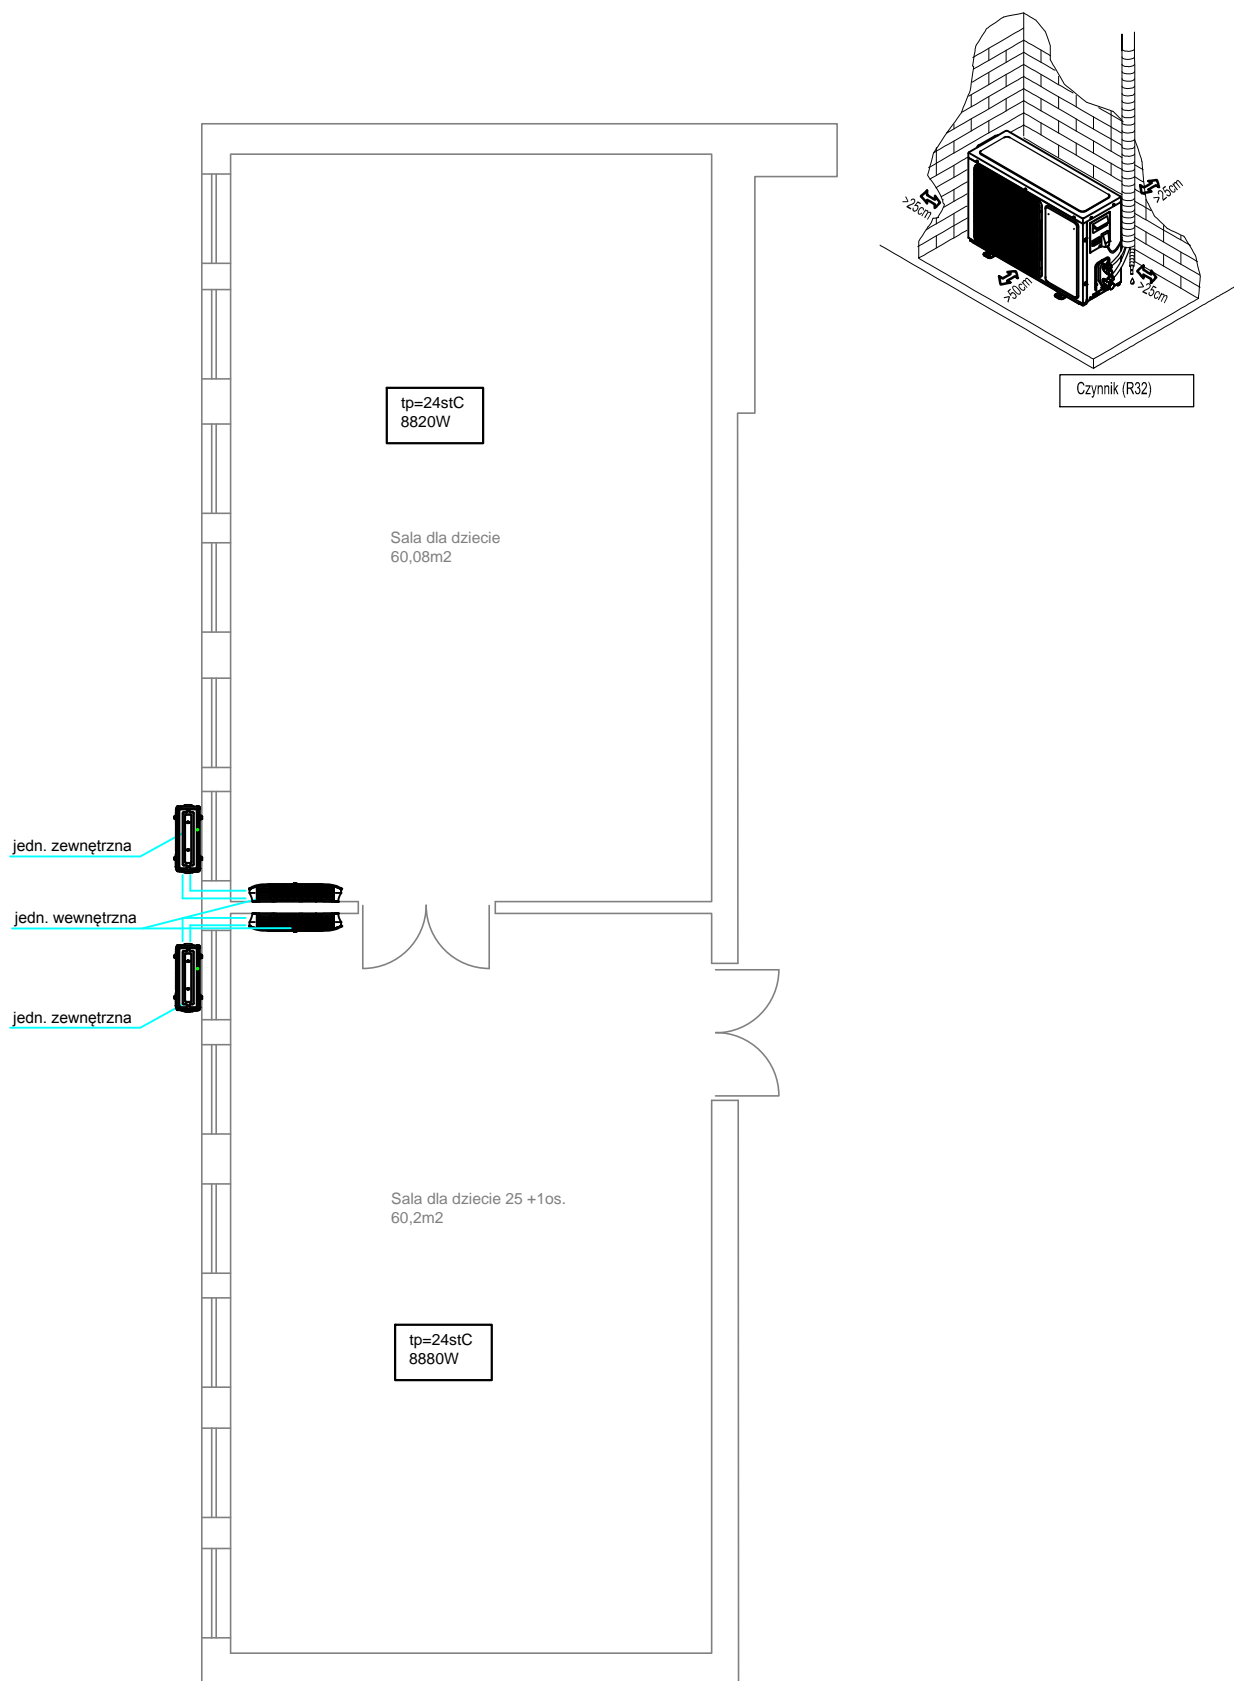 >25cm
>25cm
>50cm
>25cm
Czynnik (R32)
tp=24stC
8820W
Sala dla dziecie
60,08m2
jedn. zewnętrzna
jedn. wewnętrzna
jedn. zewnętrzna
Sala dla dziecie 25 +1os.
60,2m2
tp=24stC
8880W